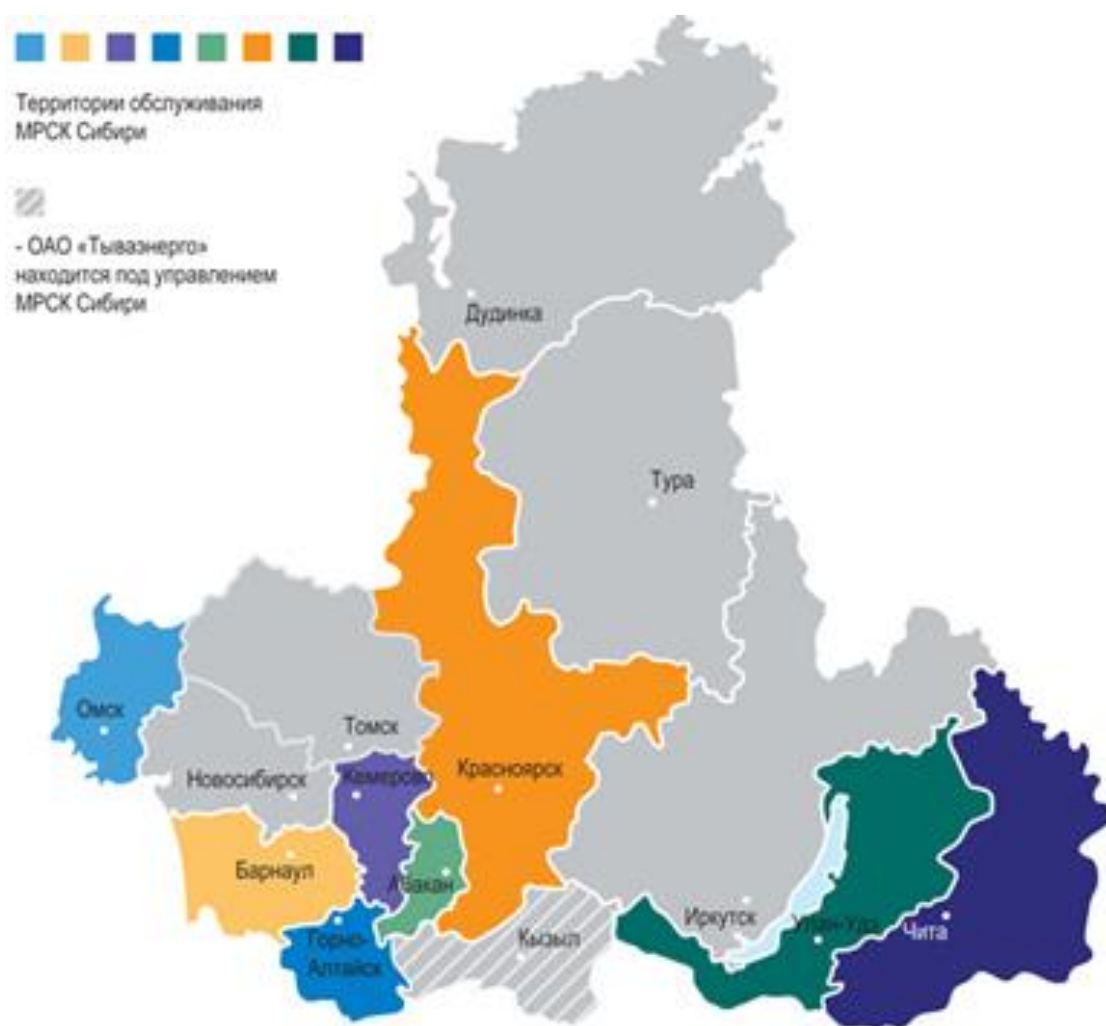 Территории обслуживания
МРСК Сибири
- ОАО «Тываэнерго»
находится под управлением
МРСК Сибири
Дудинка
Тура
Омск
Томск
Новосибирск
Кемерово
Красноярск
Барнаул
Абакан
Горно-
Алтайск
Кызыл
Иркутск
Улан-Удэ
Чита